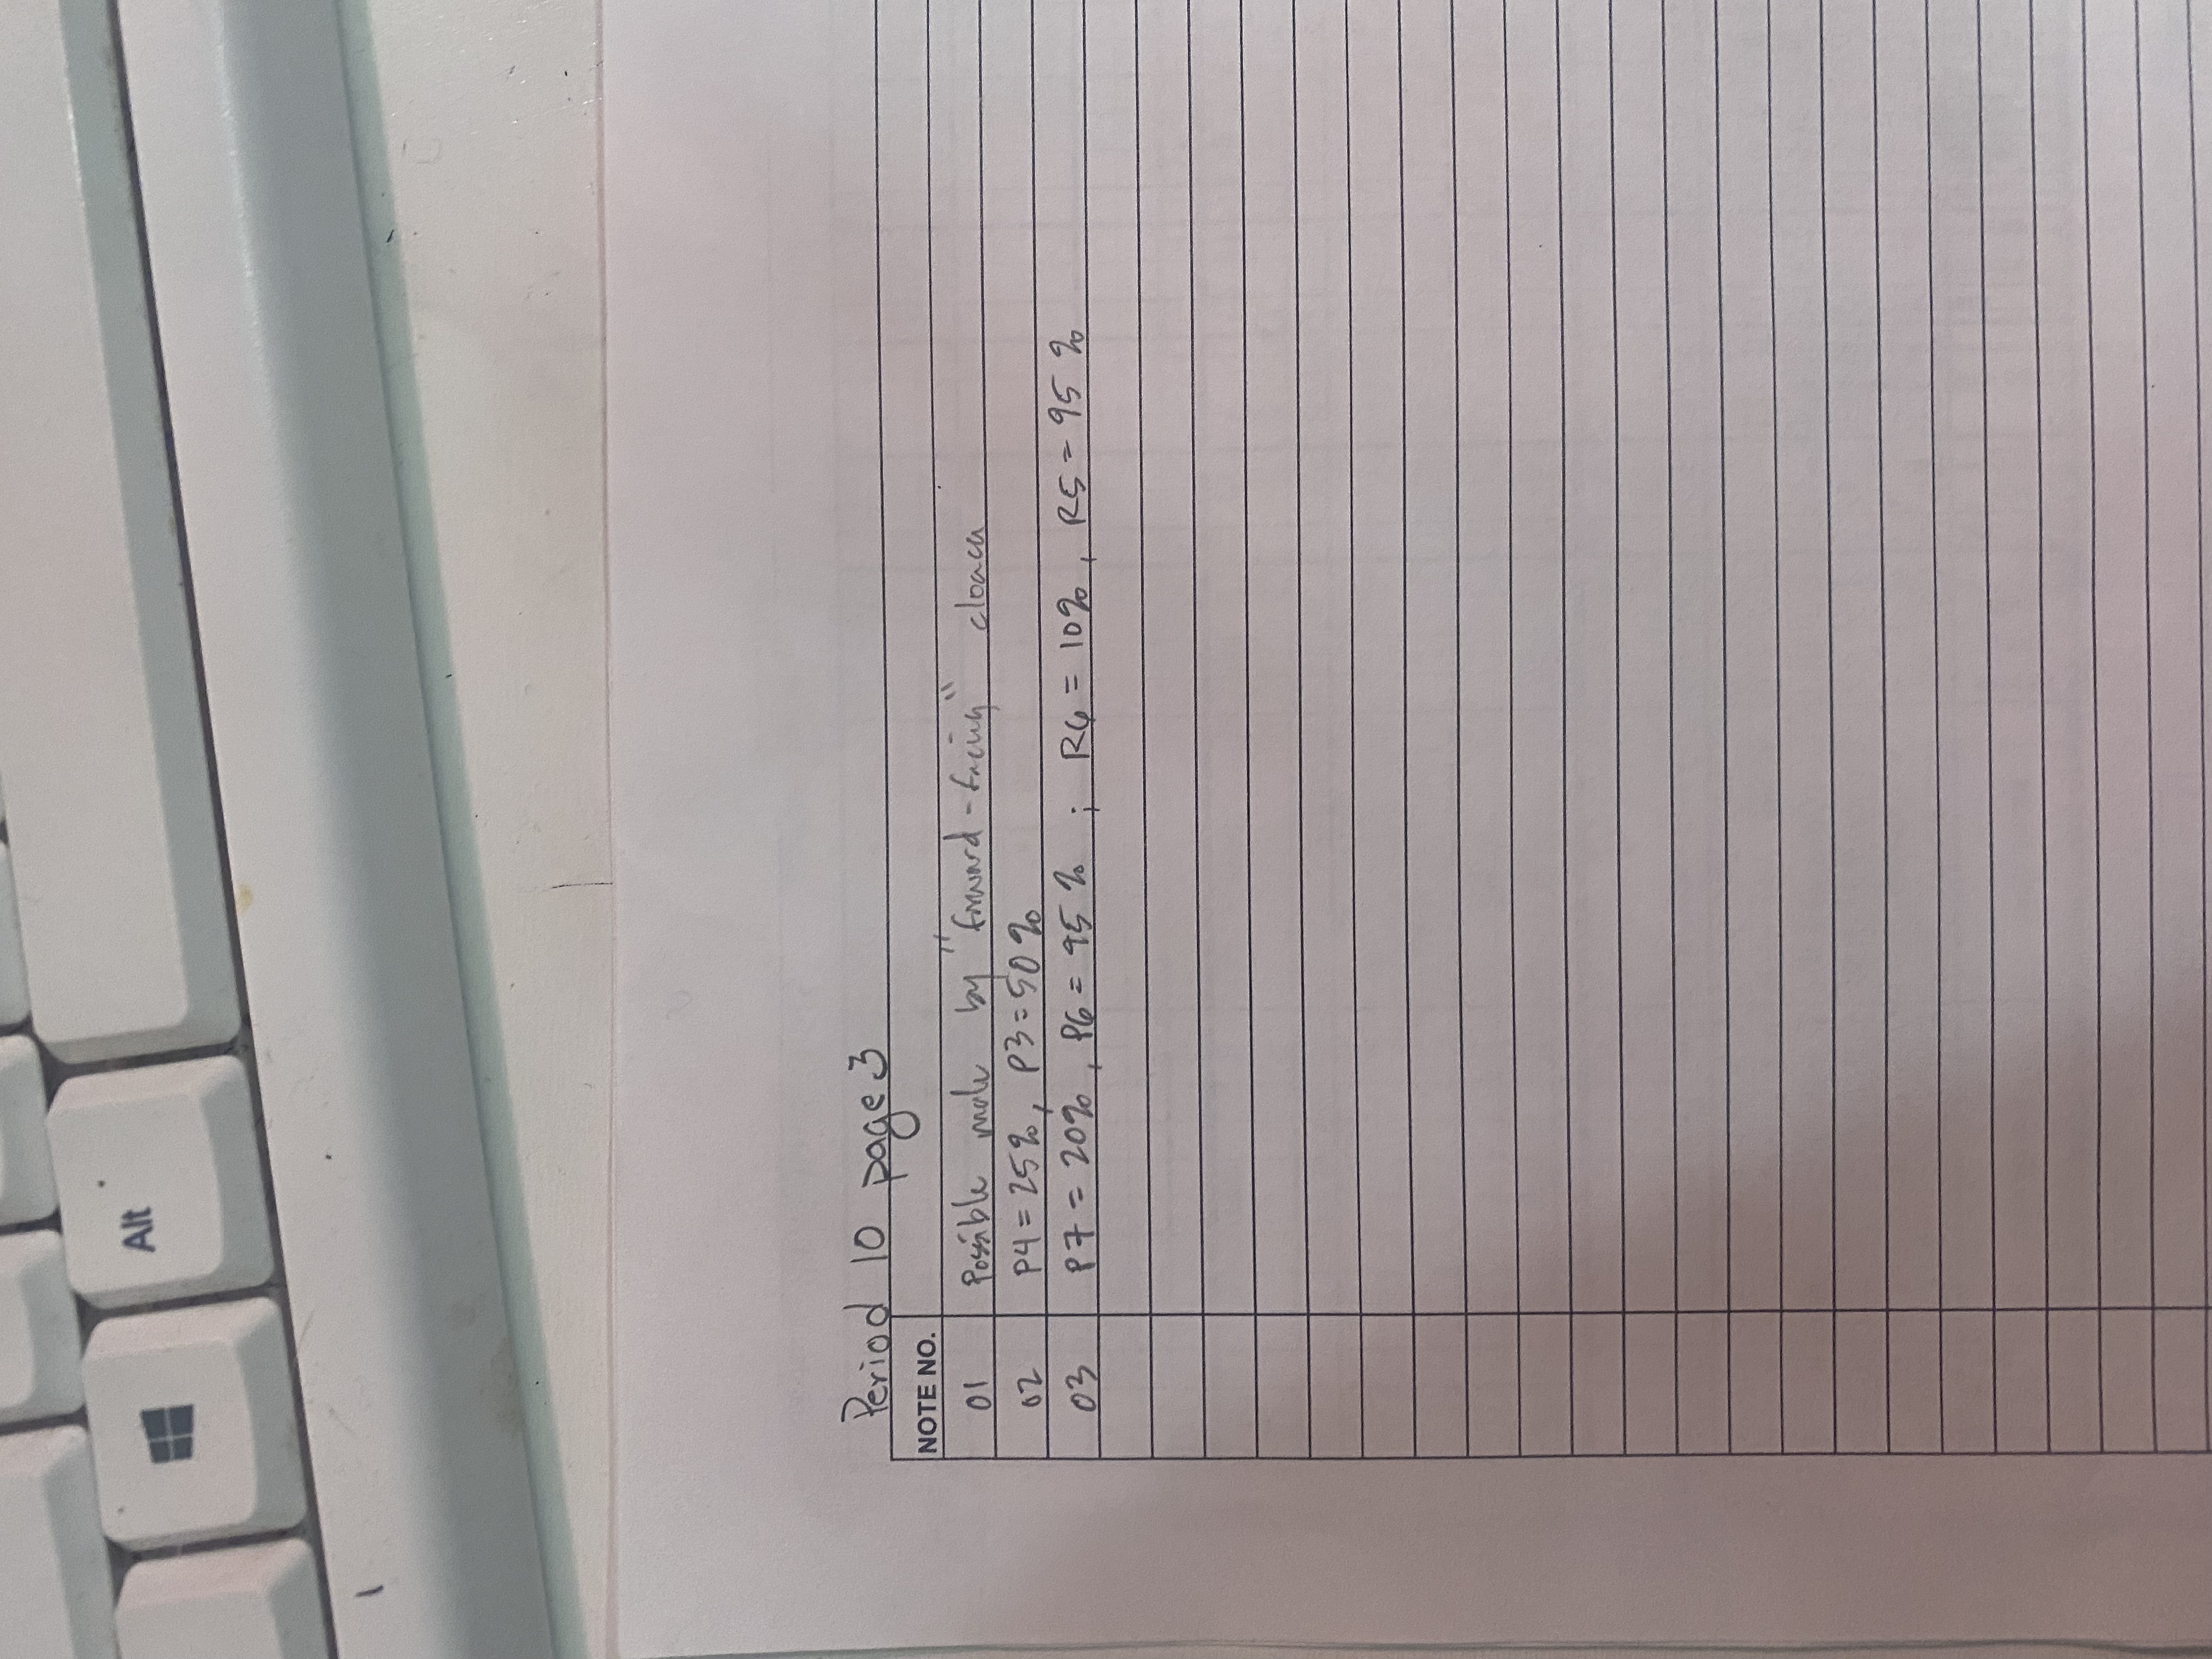 Alt
Period 10 page 3
NOTE NO.
01 Possible male by "forward-facing" cloaca
02 P4 = 25%, P3 = 50%
03 P7 = 20%, P6 = 95% ; R6 = 10%, R5 = 95%